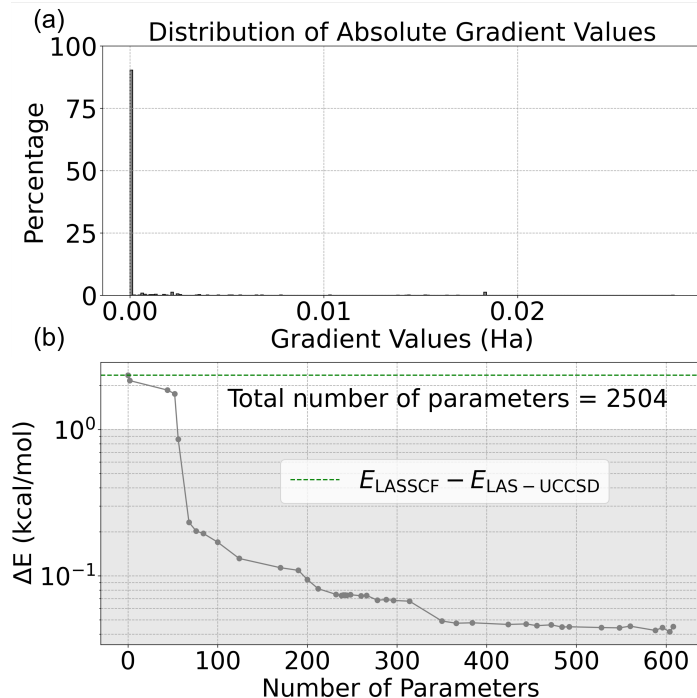 (a)
Distribution of Absolute Gradient Values
100
75
50
25
0
Percentage
0.00 0.01 0.02
Gradient Values (Ha)
(b)
Total number of parameters = 2504
10⁰
E_LASSCF − E_LAS−UCCSD
10⁻¹
ΔE (kcal/mol)
0 100 200 300 400 500 600
Number of Parameters